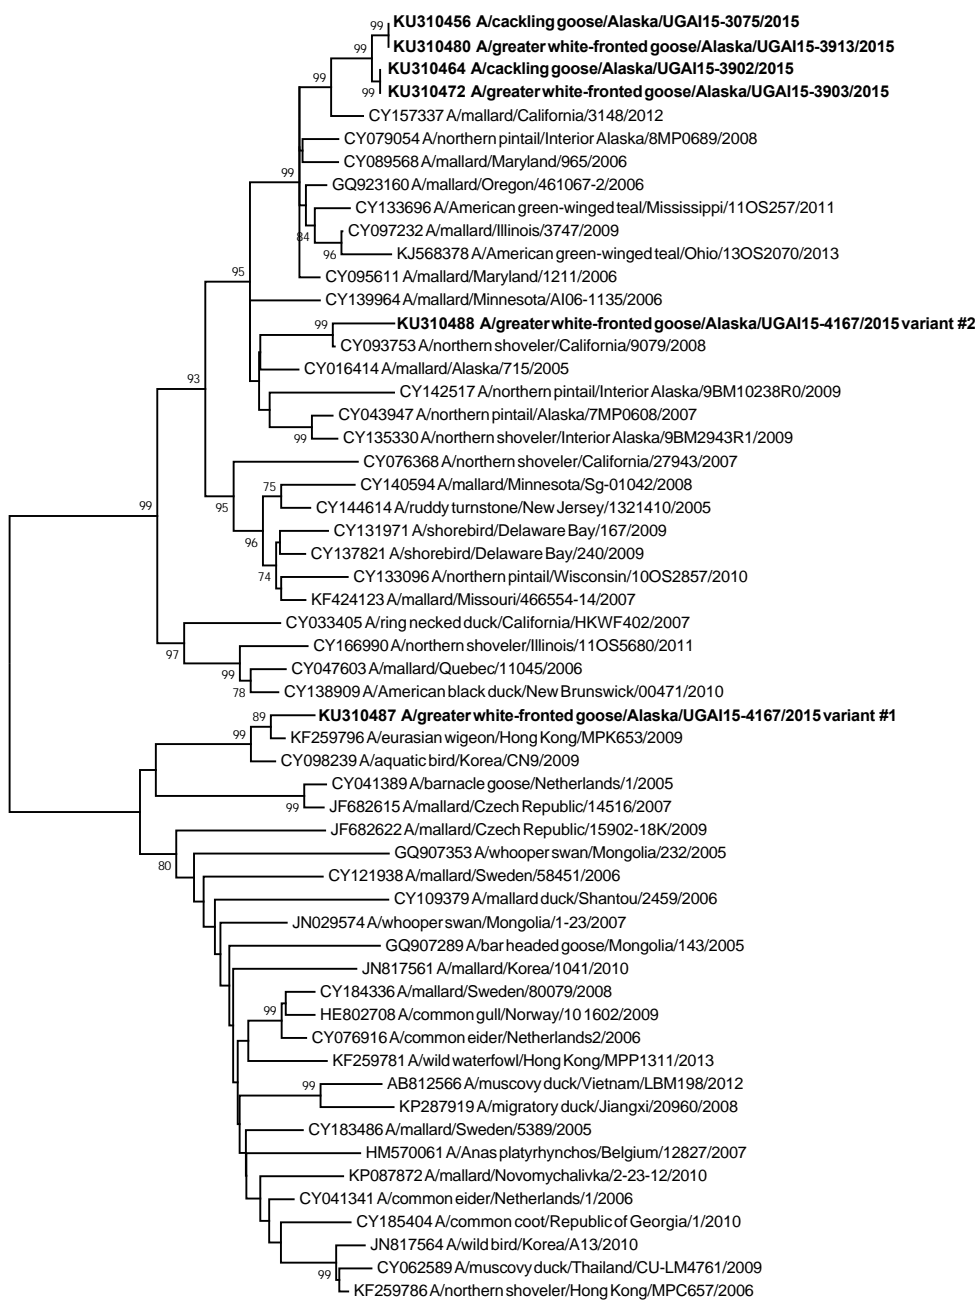 99
KU310456 A/cackling goose/Alaska/UGAI15-3075/2015
99
KU310480 A/greater white-fronted goose/Alaska/UGAI15-3913/2015
KU310464 A/cackling goose/Alaska/UGAI15-3902/2015
99
99
KU310472 A/greater white-fronted goose/Alaska/UGAI15-3903/2015
CY157337 A/mallard/California/3148/2012
CY079054 A/northern pintail/Interior Alaska/8MP0689/2008
CY089568 A/mallard/Maryland/965/2006
99
GQ923160 A/mallard/Oregon/461067-2/2006
CY133696 A/American green-winged teal/Mississippi/11OS257/2011
CY097232 A/mallard/Illinois/3747/2009
84
96
KJ568378 A/American green-winged teal/Ohio/13OS2070/2013
95
CY095611 A/mallard/Maryland/1211/2006
CY139964 A/mallard/Minnesota/AI06-1135/2006
99
KU310488 A/greater white-fronted goose/Alaska/UGAI15-4167/2015 variant #2
CY093753 A/northern shoveler/California/9079/2008
CY016414 A/mallard/Alaska/715/2005
93
CY142517 A/northern pintail/Interior Alaska/9BM10238R0/2009
CY043947 A/northern pintail/Alaska/7MP0608/2007
99
CY135330 A/northern shoveler/Interior Alaska/9BM2943R1/2009
CY076368 A/northern shoveler/California/27943/2007
75
CY140594 A/mallard/Minnesota/Sg-01042/2008
99
95
CY144614 A/ruddy turnstone/New Jersey/1321410/2005
CY131971 A/shorebird/Delaware Bay/167/2009
96
CY137821 A/shorebird/Delaware Bay/240/2009
74
CY133096 A/northern pintail/Wisconsin/10OS2857/2010
KF424123 A/mallard/Missouri/466554-14/2007
CY033405 A/ring necked duck/California/HKWF402/2007
97
CY166990 A/northern shoveler/Illinois/11OS5680/2011
99
CY047603 A/mallard/Quebec/11045/2006
78
CY138909 A/American black duck/New Brunswick/00471/2010
89
KU310487 A/greater white-fronted goose/Alaska/UGAI15-4167/2015 variant #1
99
KF259796 A/eurasian wigeon/Hong Kong/MPK653/2009
CY098239 A/aquatic bird/Korea/CN9/2009
CY041389 A/barnacle goose/Netherlands/1/2005
99
JF682615 A/mallard/Czech Republic/14516/2007
JF682622 A/mallard/Czech Republic/15902-18K/2009
80
GQ907353 A/whooper swan/Mongolia/232/2005
CY121938 A/mallard/Sweden/58451/2006
CY109379 A/mallard duck/Shantou/2459/2006
JN029574 A/whooper swan/Mongolia/1-23/2007
GQ907289 A/bar headed goose/Mongolia/143/2005
JN817561 A/mallard/Korea/1041/2010
CY184336 A/mallard/Sweden/80079/2008
99
HE802708 A/common gull/Norway/10 1602/2009
CY076916 A/common eider/Netherlands2/2006
KF259781 A/wild waterfowl/Hong Kong/MPP1311/2013
99
AB812566 A/muscovy duck/Vietnam/LBM198/2012
KP287919 A/migratory duck/Jiangxi/20960/2008
CY183486 A/mallard/Sweden/5389/2005
HM570061 A/Anas platyrhynchos/Belgium/12827/2007
KP087872 A/mallard/Novomychalivka/2-23-12/2010
CY041341 A/common eider/Netherlands/1/2006
CY185404 A/common coot/Republic of Georgia/1/2010
JN817564 A/wild bird/Korea/A13/2010
CY062589 A/muscovy duck/Thailand/CU-LM4761/2009
99
KF259786 A/northern shoveler/Hong Kong/MPC657/2006